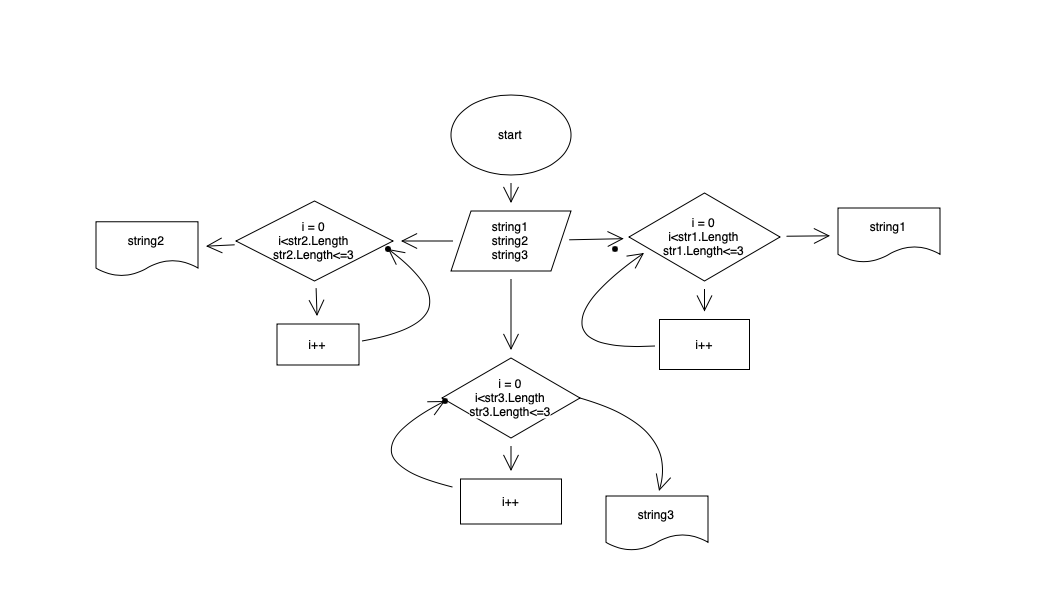 start
string1
string2
string3
i = 0
i<str2.Length
str2.Length<=3
string2
i++
i = 0
i<str1.Length
str1.Length<=3
string1
i++
i = 0
i<str3.Length
str3.Length<=3
i++
string3